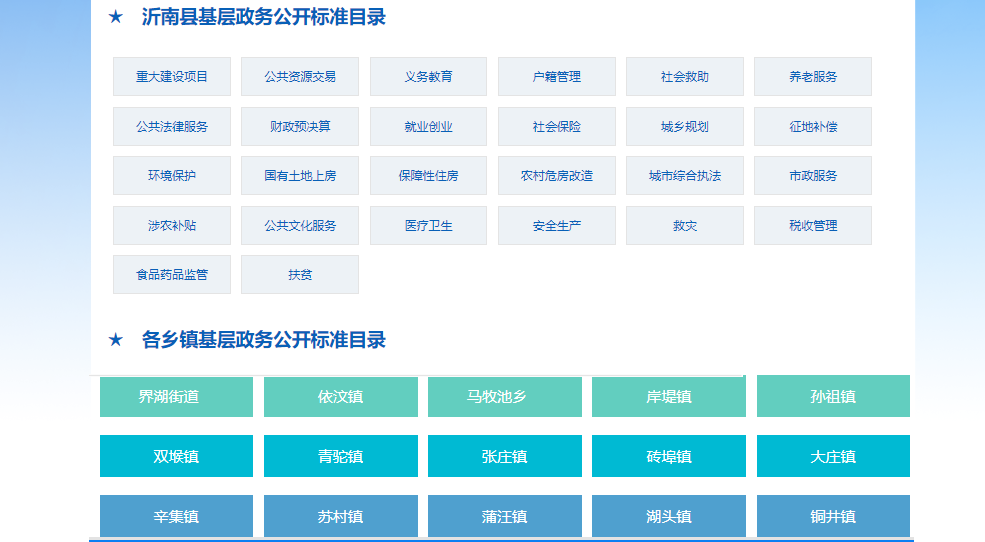 ★ 沂南县基层政务公开标准目录
重大建设项目 公共资源交易 义务教育 户籍管理 社会救助 养老服务
公共法律服务 财政预决算 就业创业 社会保险 城乡规划 征地补偿
环境保护 国有土地上房 保障性住房 农村危房改造 城市综合执法 市政服务
涉农补贴 公共文化服务 医疗卫生 安全生产 救灾 税收管理
食品药品监管 扶贫
★ 各乡镇基层政务公开标准目录
界湖街道 依汶镇 马牧池乡 岸堤镇 孙祖镇
双堠镇 青驼镇 张庄镇 砖埠镇 大庄镇
辛集镇 苏村镇 蒲汪镇 湖头镇 铜井镇